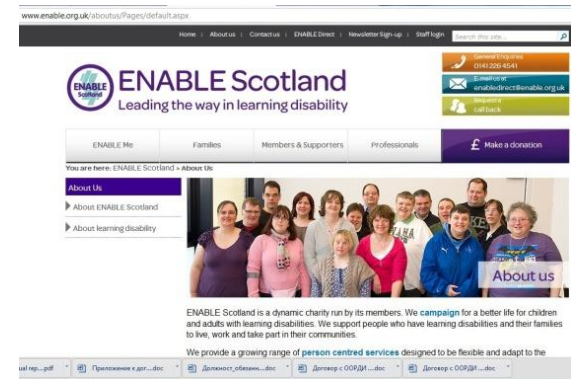 www.enable.org.uk/aboutus/Pages/default.aspx
Home | About us | Contact us | ENABLE Direct | Newsletter Sign-up | Staff login Search this site...
General Enquiries
0141 226 4541
E-mail us at
enabledirect@enable.org.uk
Request a
call back
ENABLE
Scotland
ENABLE Scotland
Leading the way in learning disability
ENABLE Me Families Members & Supporters Professionals £ Make a donation
You are here: ENABLE Scotland > About Us:
About Us
About ENABLE Scotland
About learning disability
About us
ENABLE Scotland is a dynamic charity run by its members. We campaign for a better life for children
and adults with learning disabilities. We support people who have learning disabilities and their families
to live, work and take part in their communities.
We provide a growing range of person centred services designed to be flexible and adapt to the
ual rep....pdf Приложение к дог....doc Должност_обязан....doc Договор с ООРДИ ....doc Договор с ООРДИ ....doc